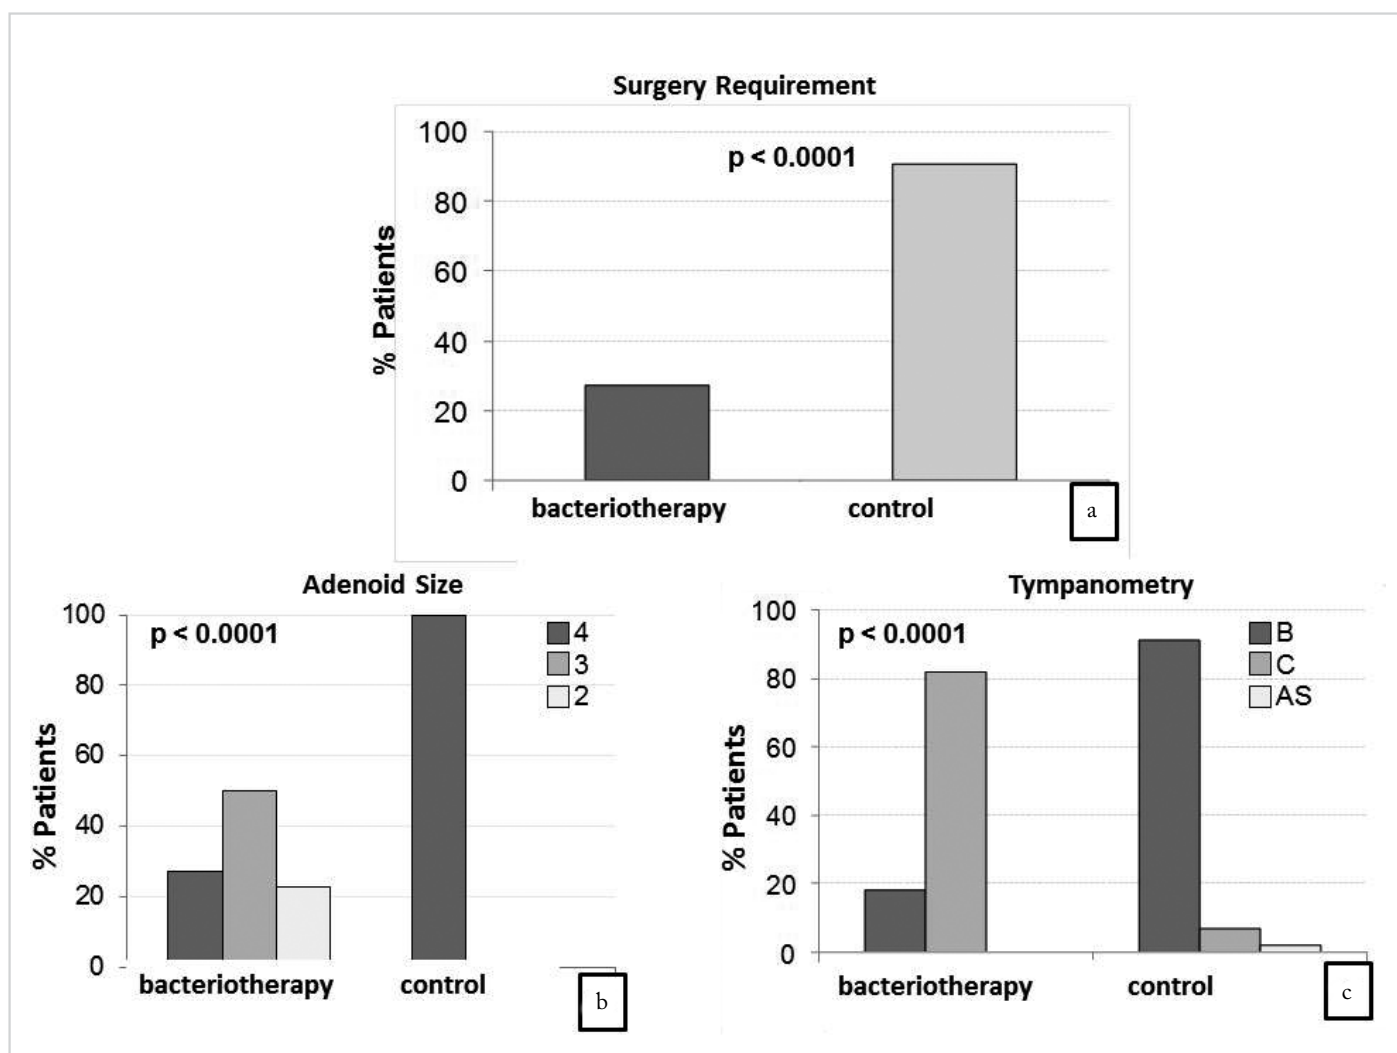 Surgery Requirement
100
80
60
40
20
0
% Patients
p < 0.0001
bacteriotherapy control
a
Adenoid Size
100
80
60
40
20
0
% Patients
p < 0.0001
4
3
2
bacteriotherapy control
b
Tympanometry
100
80
60
40
20
0
% Patients
p < 0.0001
B
C
AS
bacteriotherapy control
c